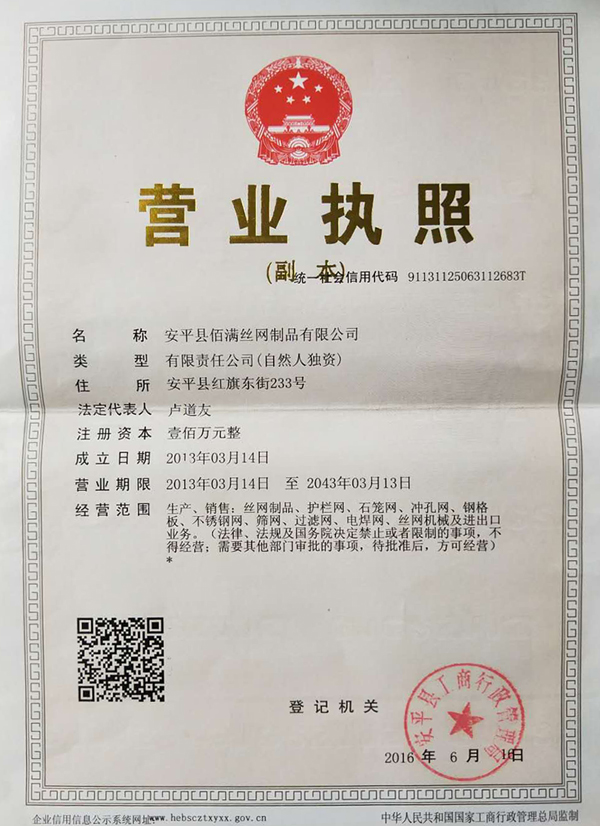 营业执照
(副 本)
统一社会信用代码 91131125063112683T
名 称 安平县佰满丝网制品有限公司
类 型 有限责任公司(自然人独资)
住 所 安平县红旗东街233号
法定代表人 卢道友
注册资本 壹佰万元整
成立日期 2013年03月14日
营业期限 2013年03月14日 至 2043年03月13日
经营范围 生产、销售：丝网制品、护栏网、石笼网、冲孔网、钢格
板、不锈钢网、筛网、过滤网、电焊网、丝网机械及进出口
业务。（法律、法规及国务院决定禁止或者限制的事项，不
得经营；需要其他部门审批的事项，待批准后，方可经营）
*
登记机关
安平县工商行政管理局
2016 年 6 月 日
企业信用信息公示系统网址：www.hebscztxyxx.gov.cn
中华人民共和国国家工商行政管理总局监制